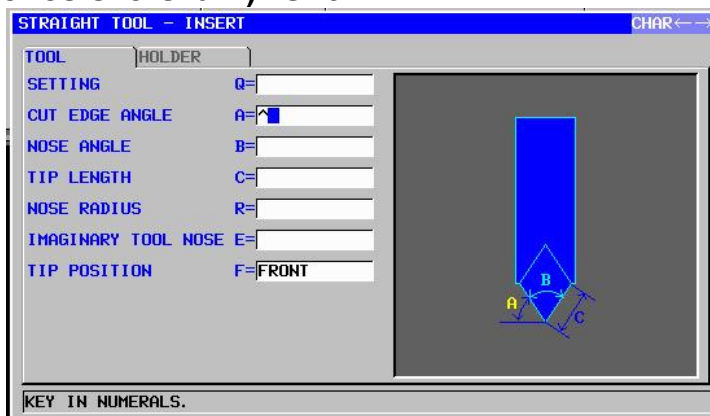 STRAIGHT TOOL - INSERT CHAR←→
TOOL HOLDER
SETTING Q=
CUT EDGE ANGLE A=^
NOSE ANGLE B=
TIP LENGTH C=
NOSE RADIUS R=
IMAGINARY TOOL NOSE E=
TIP POSITION F=FRONT
B
A
C
KEY IN NUMERALS.